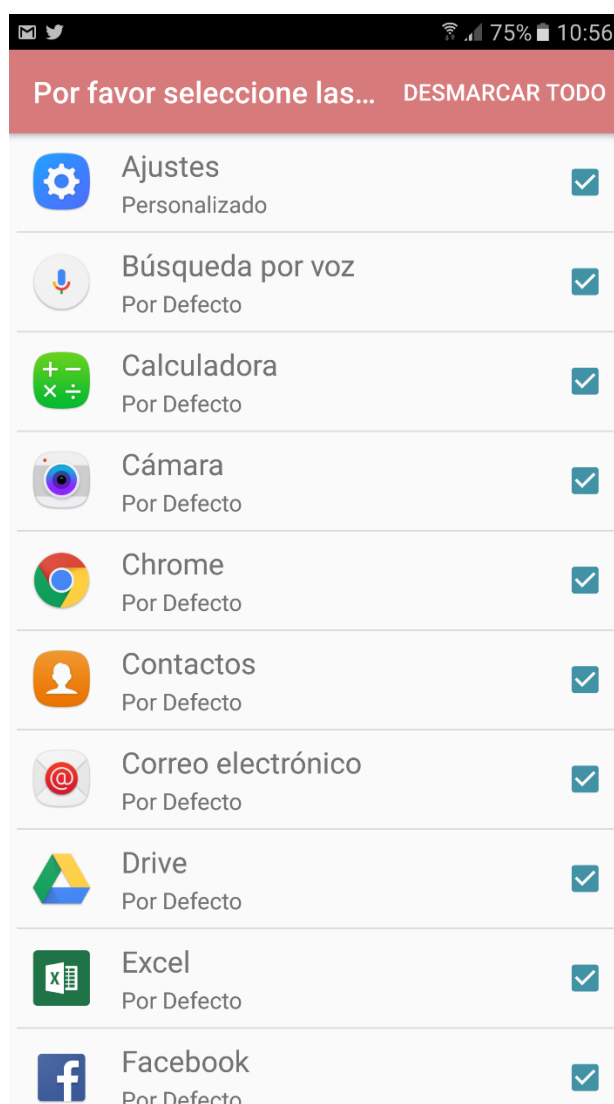 75% 10:56
Por favor seleccione las... DESMARCAR TODO
Ajustes
Personalizado
Búsqueda por voz
Por Defecto
Calculadora
Por Defecto
Cámara
Por Defecto
Chrome
Por Defecto
Contactos
Por Defecto
Correo electrónico
Por Defecto
Drive
Por Defecto
Excel
Por Defecto
Facebook
Por Defecto